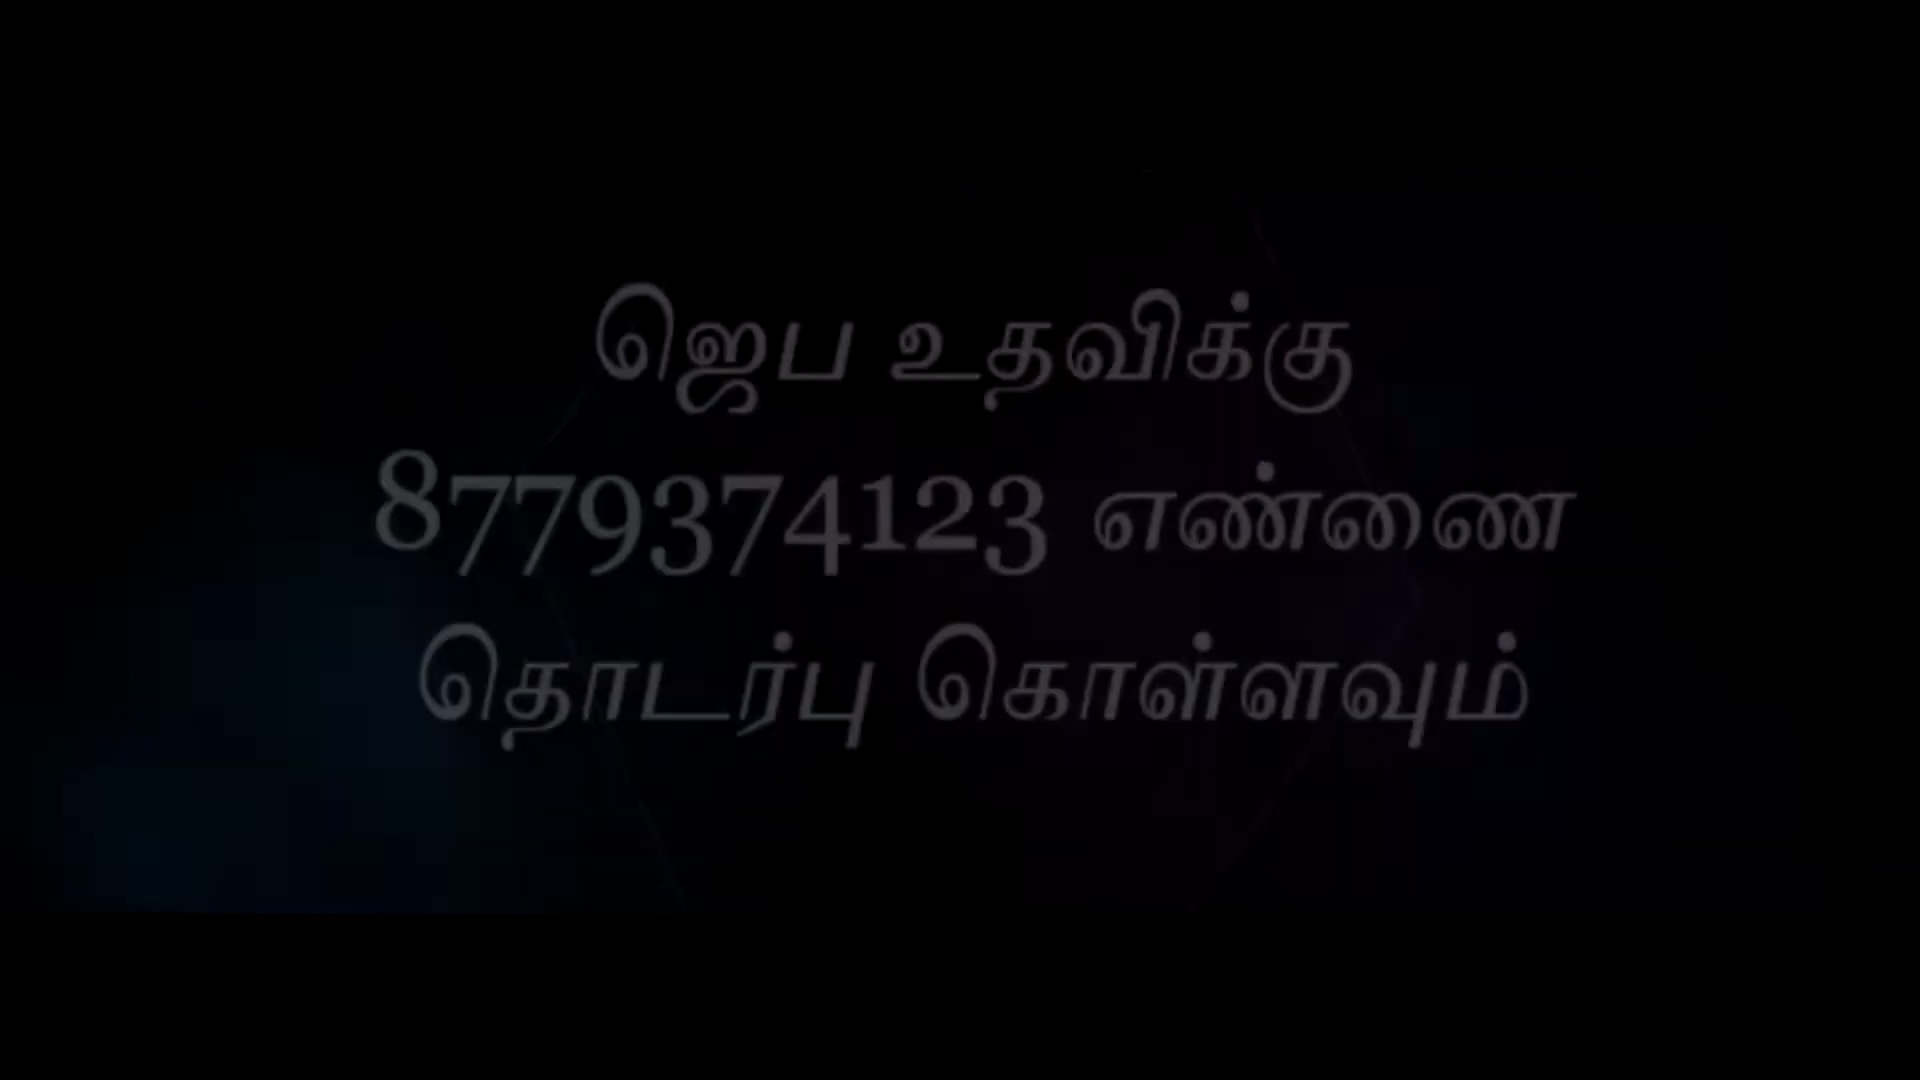 ஜெப உதவிக்கு
8779374123 எண்ணை
தொடர்பு கொள்ளவும்